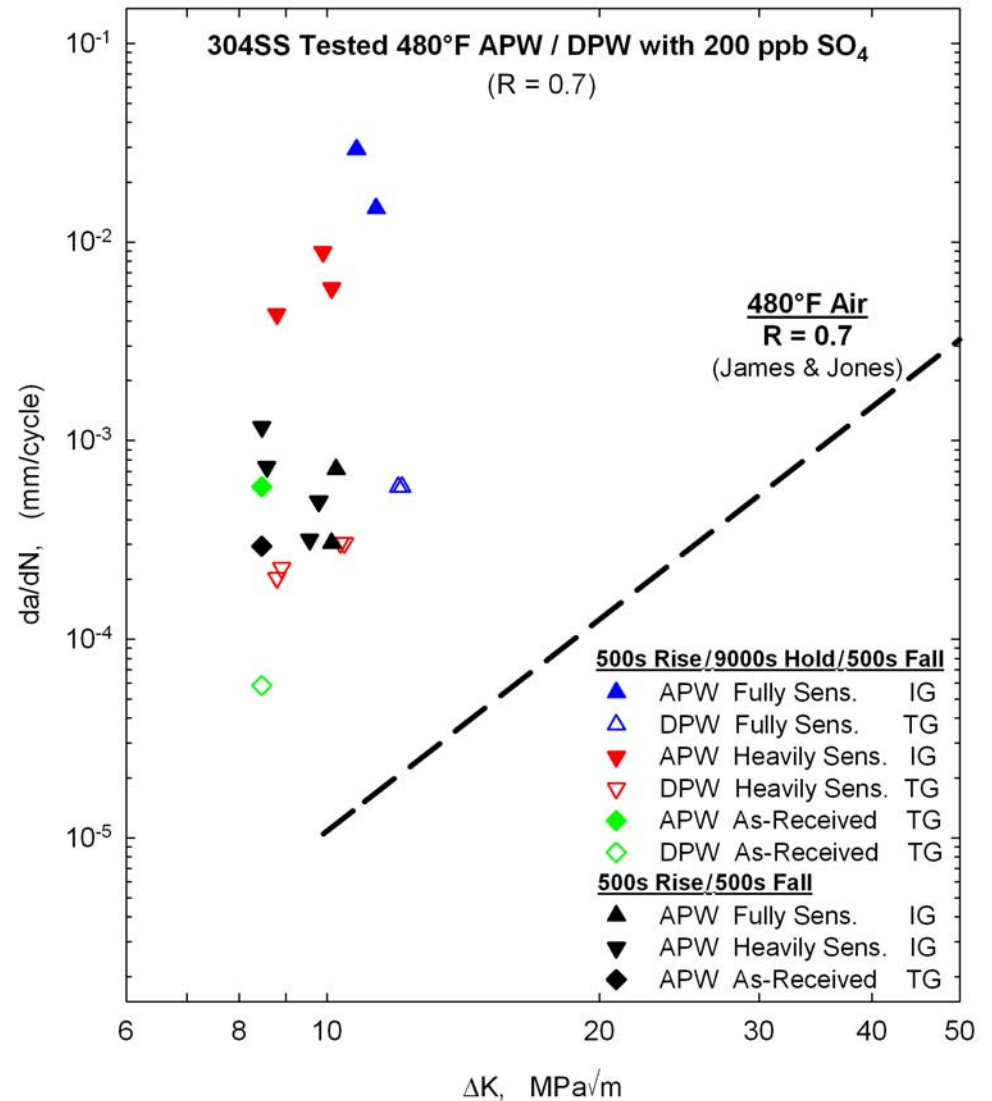 304SS Tested 480°F APW / DPW with 200 ppb SO₄
(R = 0.7)
10⁻¹
10⁻²
10⁻³
10⁻⁴
10⁻⁵
da/dN, (mm/cycle)
480°F Air
R = 0.7
(James & Jones)
500s Rise/9000s Hold/500s Fall
APW Fully Sens. IG
DPW Fully Sens. TG
APW Heavily Sens. IG
DPW Heavily Sens. TG
APW As-Received TG
DPW As-Received TG
500s Rise/500s Fall
APW Fully Sens. IG
APW Heavily Sens. IG
APW As-Received TG
6 8 10 20 30 40 50
ΔK, MPa√m